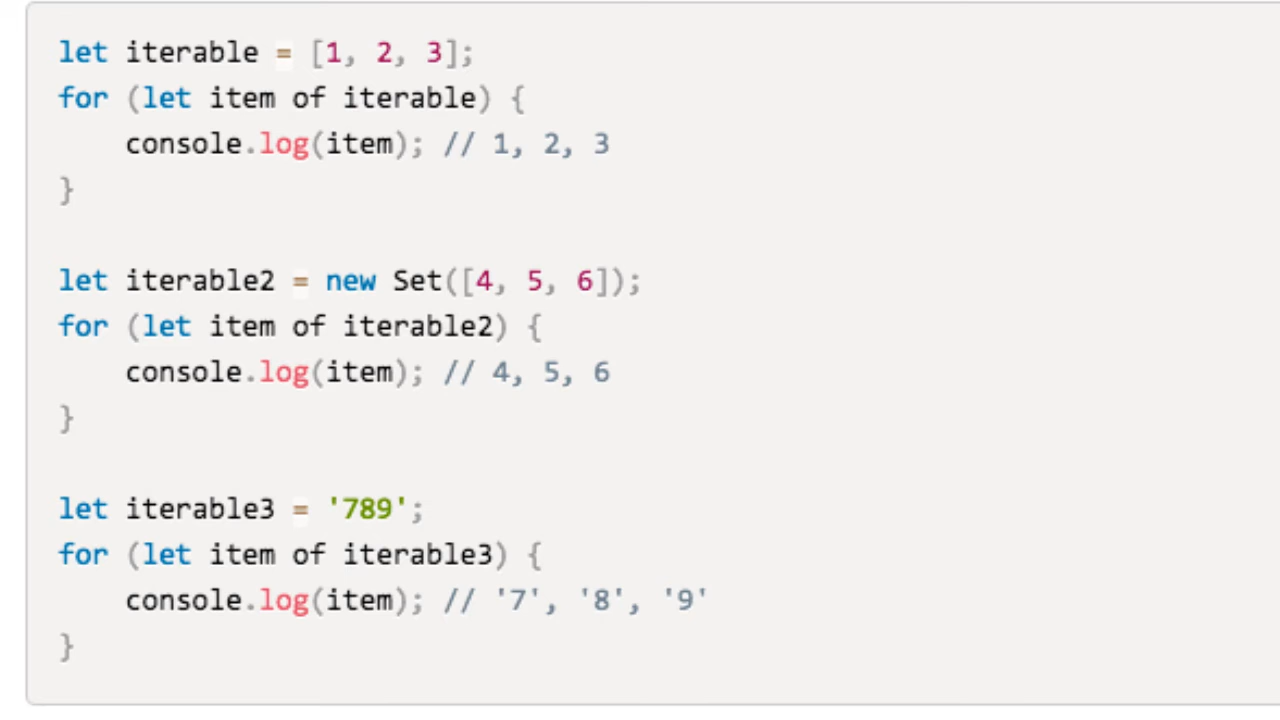 let iterable = [1, 2, 3];
for (let item of iterable) {
    console.log(item); // 1, 2, 3
}

let iterable2 = new Set([4, 5, 6]);
for (let item of iterable2) {
    console.log(item); // 4, 5, 6
}

let iterable3 = '789';
for (let item of iterable3) {
    console.log(item); // '7', '8', '9'
}